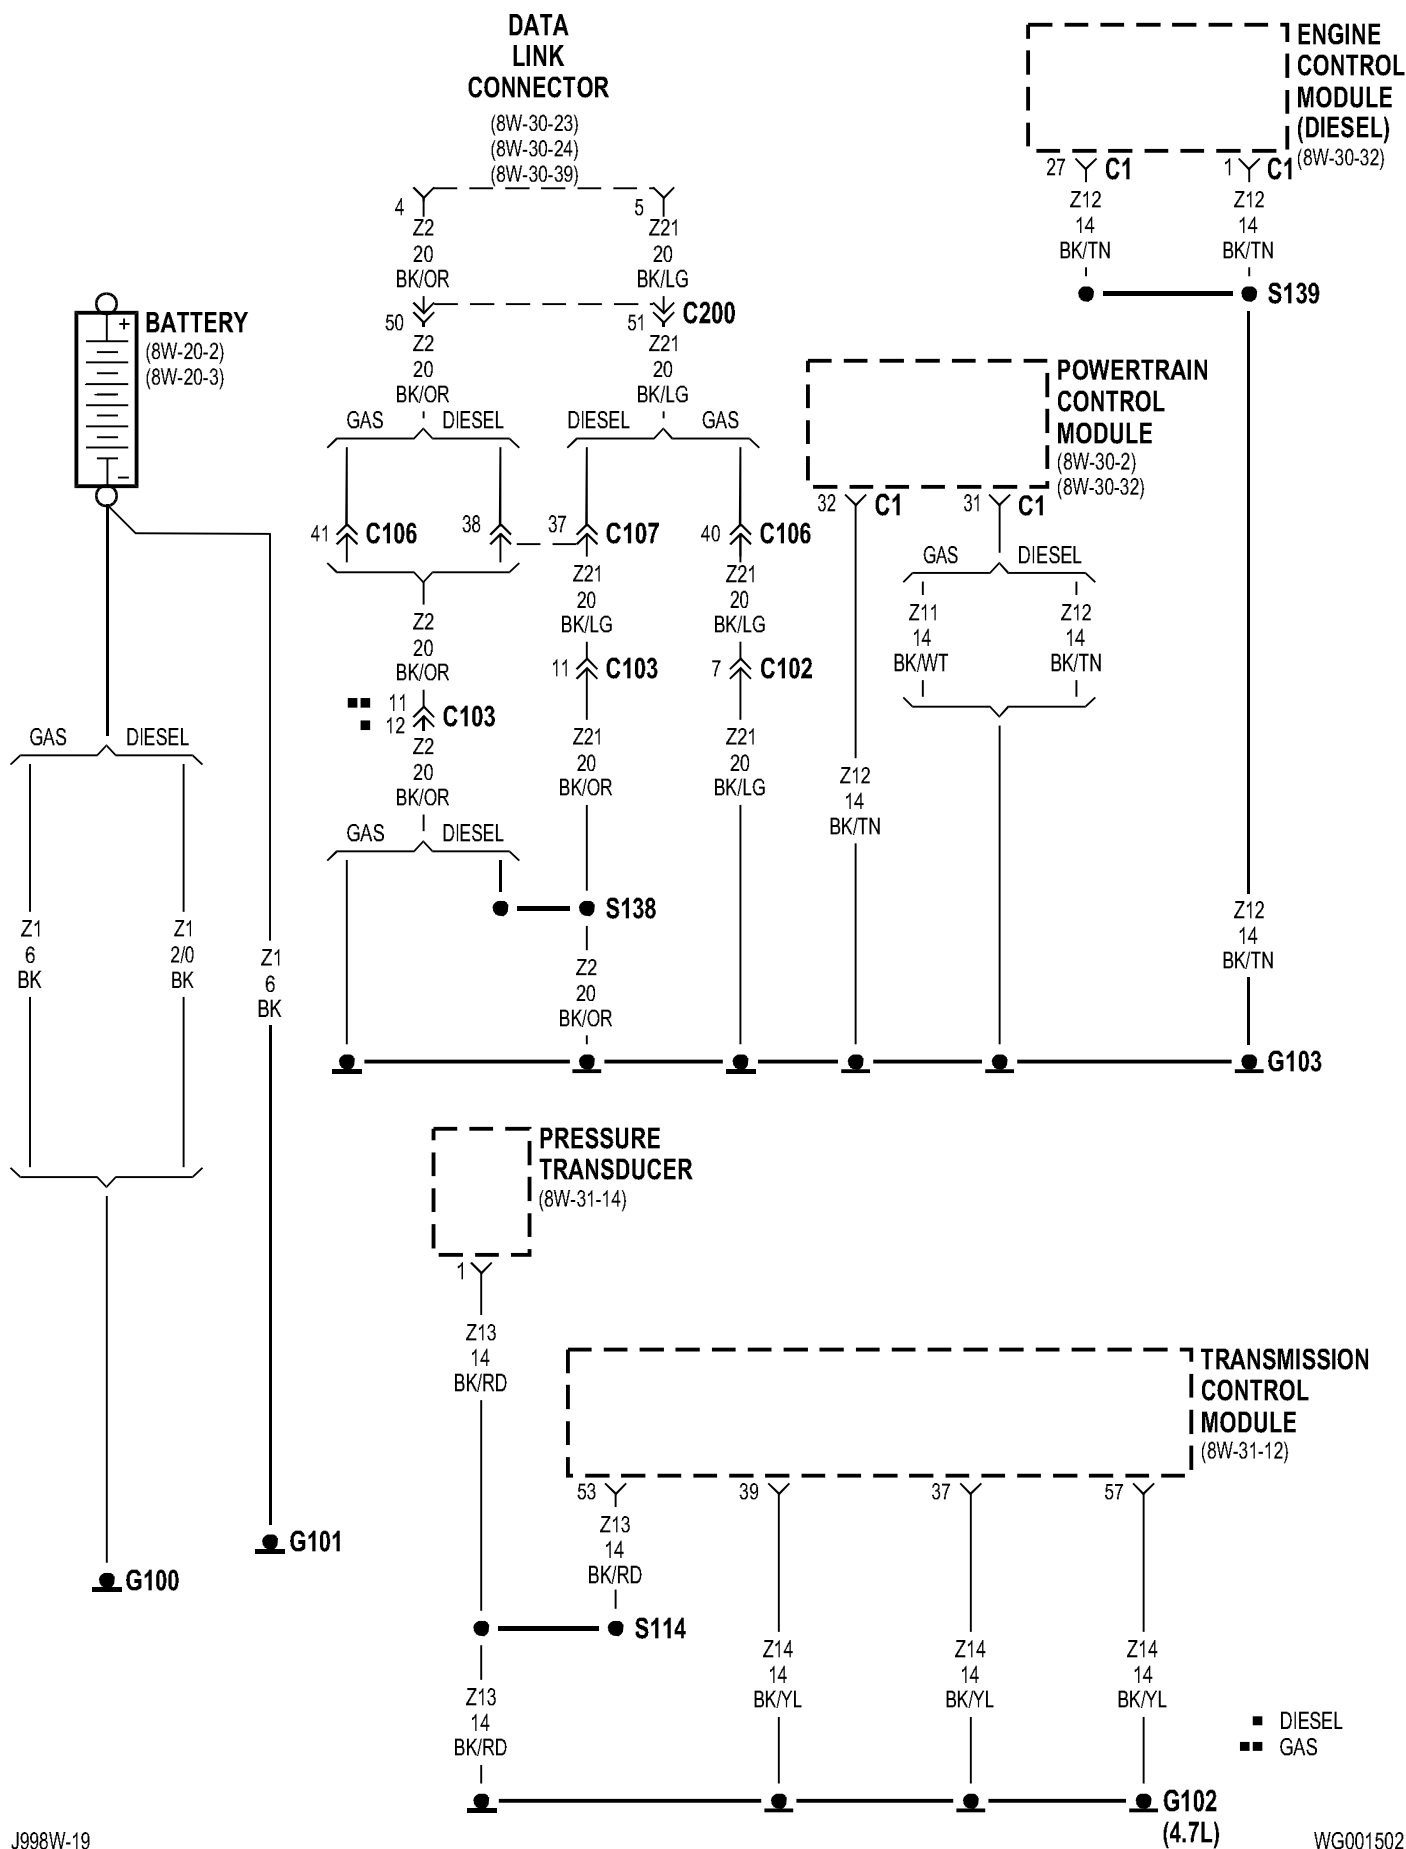 DATA
LINK
CONNECTOR
(8W-30-23)
(8W-30-24)
(8W-30-39)
4
5
Z2
20
BK/OR
Z21
20
BK/LG
50
51
C200
Z2
20
BK/OR
Z21
20
BK/LG
GAS
DIESEL
DIESEL
GAS
41
C106
38
37
C107
40
C106
Z21
20
BK/LG
Z21
20
BK/LG
Z2
20
BK/OR
11
C103
7
C102
11
12
C103
Z2
20
BK/OR
Z21
20
BK/OR
Z21
20
BK/LG
GAS
DIESEL
S138
Z2
20
BK/OR
ENGINE
CONTROL
MODULE
(DIESEL)
(8W-30-32)
27
C1
1
C1
Z12
14
BK/TN
Z12
14
BK/TN
S139
BATTERY
(8W-20-2)
(8W-20-3)
+
−
POWERTRAIN
CONTROL
MODULE
(8W-30-2)
(8W-30-32)
32
C1
31
C1
GAS
DIESEL
Z11
14
BK/WT
Z12
14
BK/TN
Z12
14
BK/TN
Z12
14
BK/TN
G103
GAS
DIESEL
Z1
6
BK
Z1
2/0
BK
Z1
6
BK
G101
G100
PRESSURE
TRANSDUCER
(8W-31-14)
1
Z13
14
BK/RD
TRANSMISSION
CONTROL
MODULE
(8W-31-12)
53
39
37
57
Z13
14
BK/RD
S114
Z13
14
BK/RD
Z14
14
BK/YL
Z14
14
BK/YL
Z14
14
BK/YL
G102
(4.7L)
DIESEL
GAS
J998W-19
WG001502